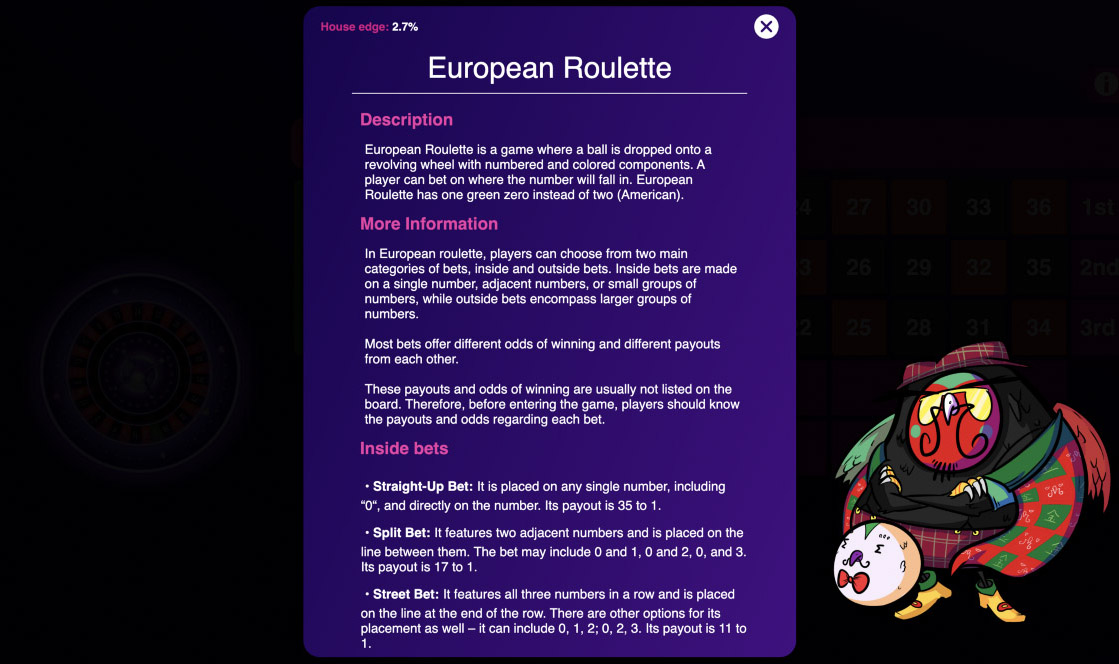 House edge: 2.7%
European Roulette
Description
European Roulette is a game where a ball is dropped onto a
revolving wheel with numbered and colored components. A
player can bet on where the number will fall in. European
Roulette has one green zero instead of two (American).
More Information
In European roulette, players can choose from two main
categories of bets, inside and outside bets. Inside bets are made
on a single number, adjacent numbers, or small groups of
numbers, while outside bets encompass larger groups of
numbers.
Most bets offer different odds of winning and different payouts
from each other.
These payouts and odds of winning are usually not listed on the
board. Therefore, before entering the game, players should know
the payouts and odds regarding each bet.
Inside bets
• Straight-Up Bet: It is placed on any single number, including
“0“, and directly on the number. Its payout is 35 to 1.
• Split Bet: It features two adjacent numbers and is placed on the
line between them. The bet may include 0 and 1, 0 and 2, 0, and 3.
Its payout is 17 to 1.
• Street Bet: It features all three numbers in a row and is placed
on the line at the end of the row. There are other options for its
placement as well – it can include 0, 1, 2; 0, 2, 3. Its payout is 11 to
1.
27 30 33 36 1st
26 29 32 35 2nd
25 28 31 34 3rd